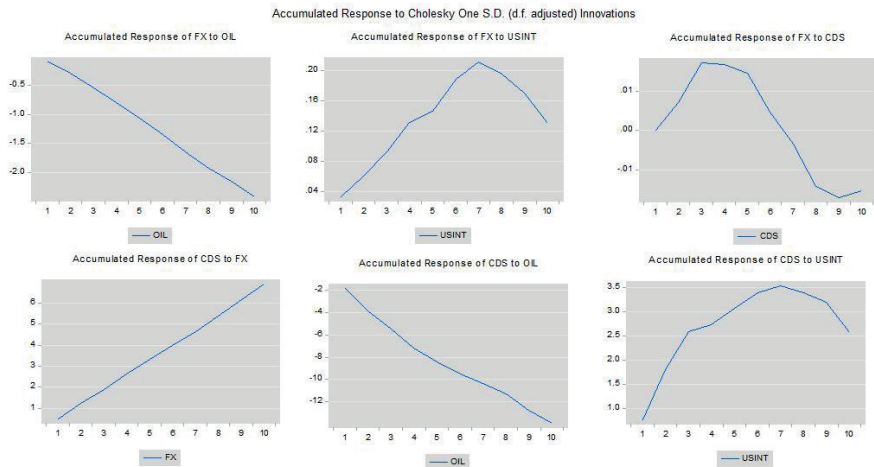 Accumulated Response to Cholesky One S.D. (d.f. adjusted) Innovations
Accumulated Response of FX to OIL
-0.5
-1.0
-1.5
-2.0
1 2 3 4 5 6 7 8 9 10
OIL
Accumulated Response of FX to USINT
.20
.16
.12
.08
.04
1 2 3 4 5 6 7 8 9 10
USINT
Accumulated Response of FX to CDS
.01
.00
-.01
1 2 3 4 5 6 7 8 9 10
CDS
Accumulated Response of CDS to FX
6
5
4
3
2
1
1 2 3 4 5 6 7 8 9 10
FX
Accumulated Response of CDS to OIL
-2
-4
-6
-8
-10
-12
1 2 3 4 5 6 7 8 9 10
OIL
Accumulated Response of CDS to USINT
3.5
3.0
2.5
2.0
1.5
1.0
1 2 3 4 5 6 7 8 9 10
USINT